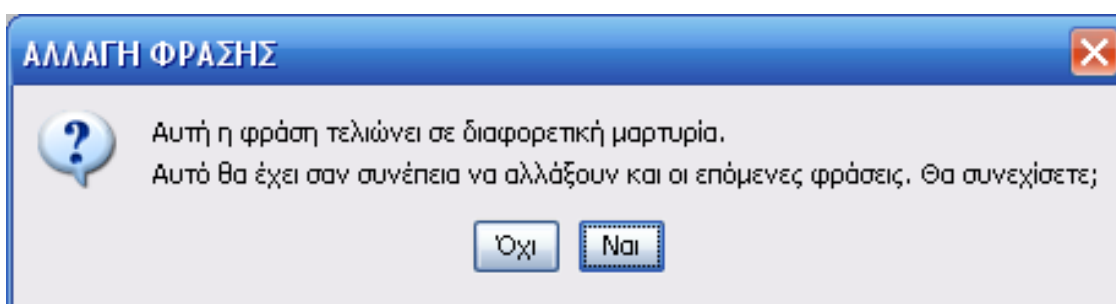 ΑΛΛΑΓΗ ΦΡΑΣΗΣ
Αυτή η φράση τελιώνει σε διαφορετική μαρτυρία.
Αυτό θα έχει σαν συνέπεια να αλλάξουν και οι επόμενες φράσεις. Θα συνεχίσετε;
Όχι Ναι